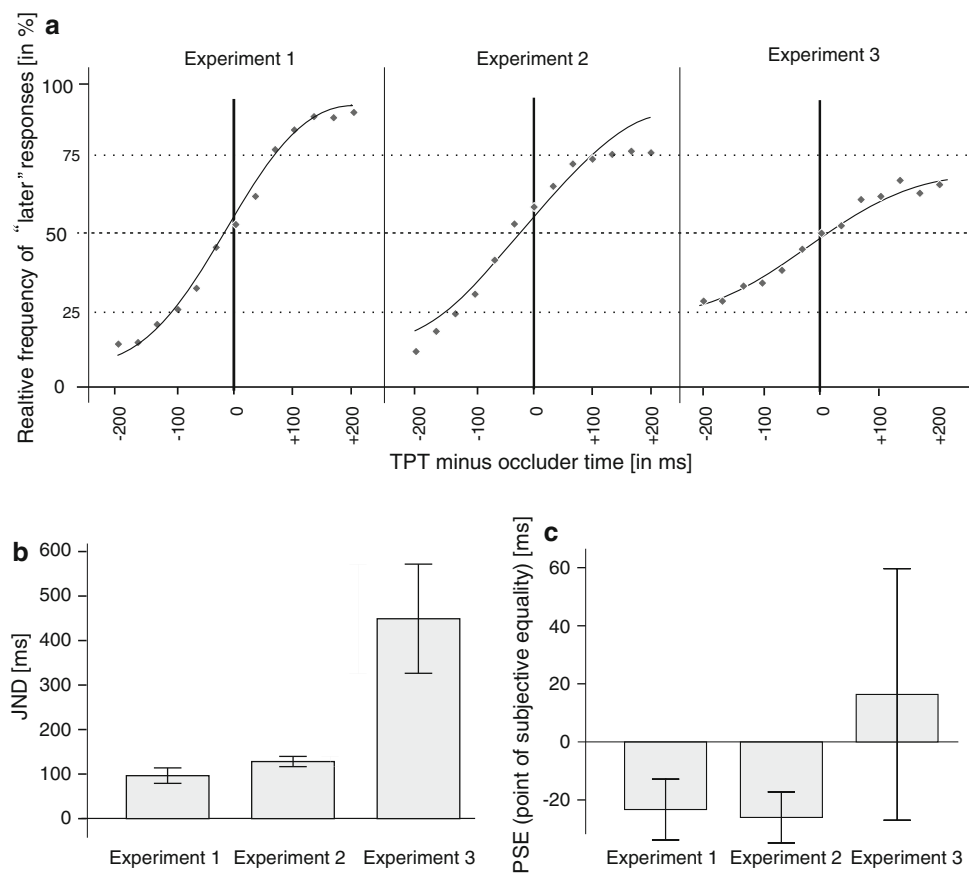 a
Realtive frequency of “later” responses [in %]
Experiment 1
Experiment 2
Experiment 3
100
75
50
25
0
-200
-100
0
+100
+200
-200
-100
0
+100
+200
-200
-100
0
+100
+200
TPT minus occluder time [in ms]
b
JND [ms]
600
500
400
300
200
100
0
Experiment 1
Experiment 2
Experiment 3
c
PSE (point of subjective equality) [ms]
60
40
20
0
-20
Experiment 1
Experiment 2
Experiment 3